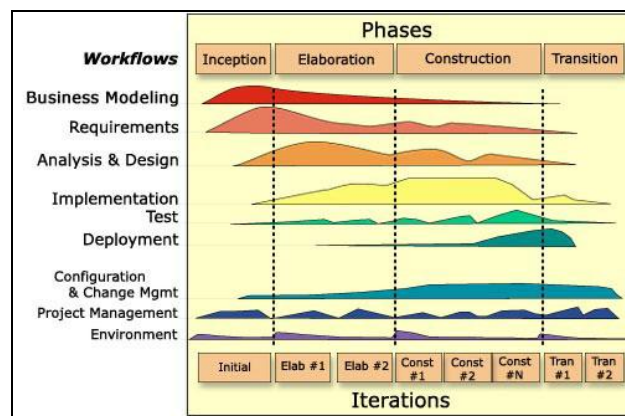 Phases
Workflows Inception Elaboration Construction Transition
Business Modeling
Requirements
Analysis & Design
Implementation
Test
Deployment
Configuration
& Change Mgmt
Project Management
Environment
Initial Elab #1 Elab #2 Const #1 Const #2 Const #N Tran #1 Tran #2
Iterations